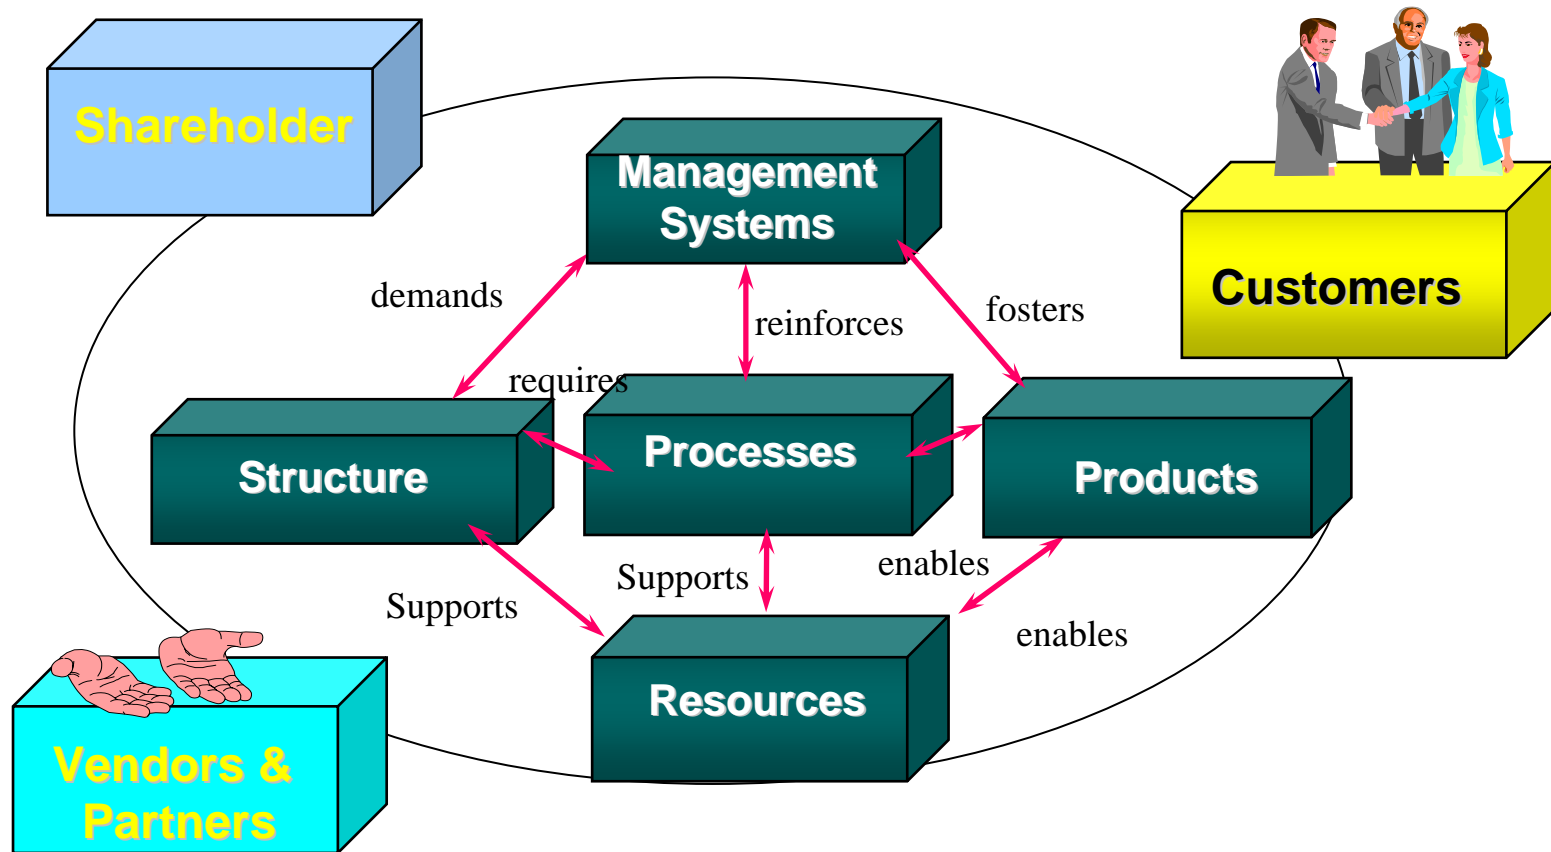 Shareholder
Management
Systems
Customers
demands
reinforces
fosters
requires
Structure
Processes
Products
Supports
Supports
enables
enables
Resources
Vendors &
Partners